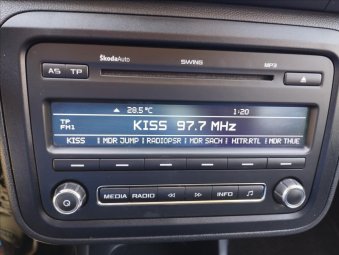 ŠkodaAuto SWING MP3
AS TP
28.5 °C 1:20
TP
FM1
KISS 97.7 MHz
KISS MDR JUMP RADIOPSR MDR SACH HITR.RTL MDR THUE
MEDIA RADIO INFO